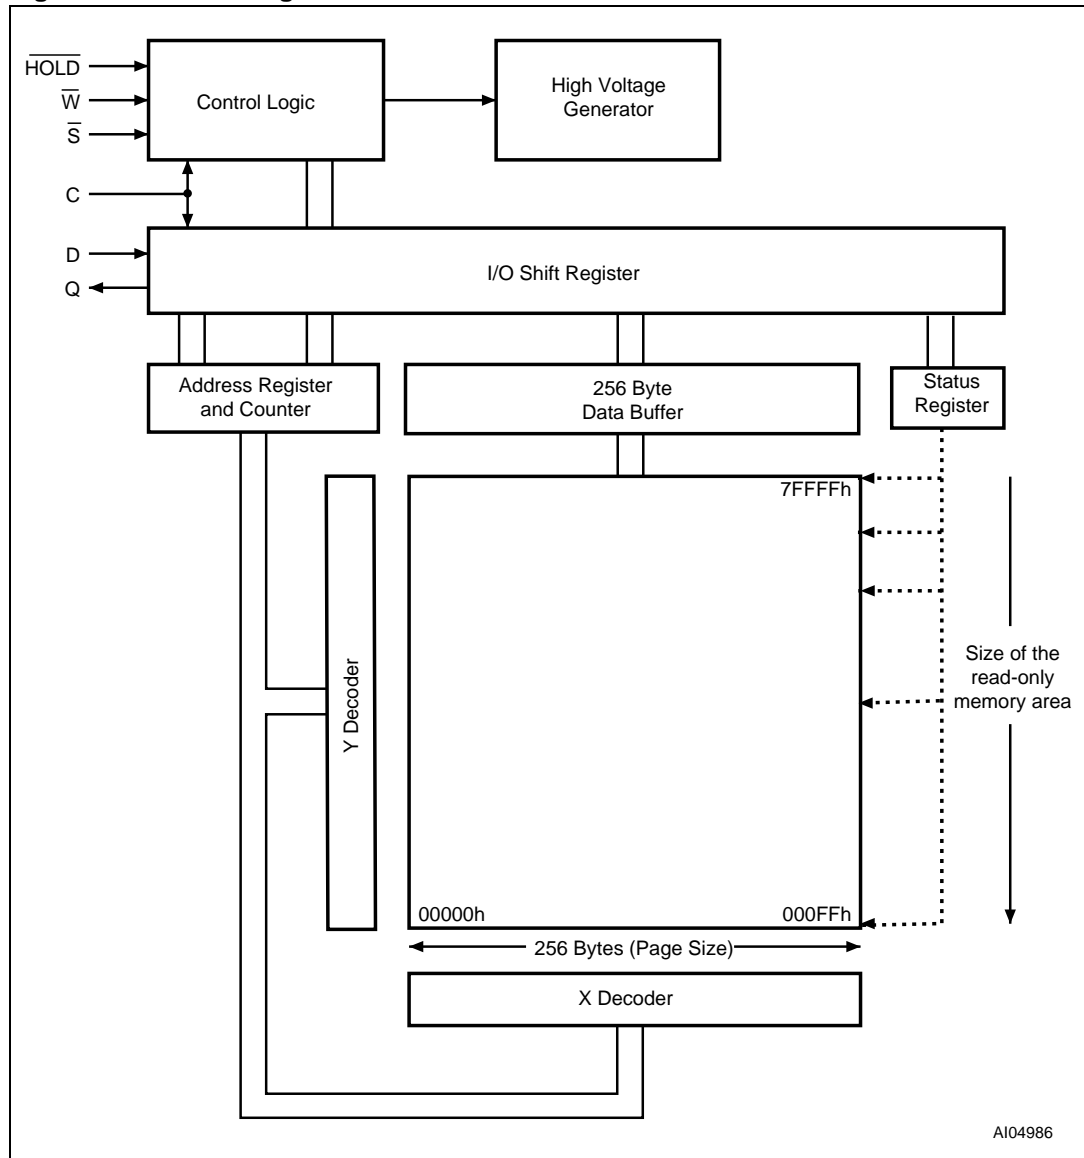 HOLD
W
S
C
D
Q
Control Logic
High Voltage
Generator
I/O Shift Register
Address Register
and Counter
256 Byte
Data Buffer
Status
Register
7FFFFh
Y Decoder
Size of the
read-only
memory area
00000h
000FFh
256 Bytes (Page Size)
X Decoder
AI04986